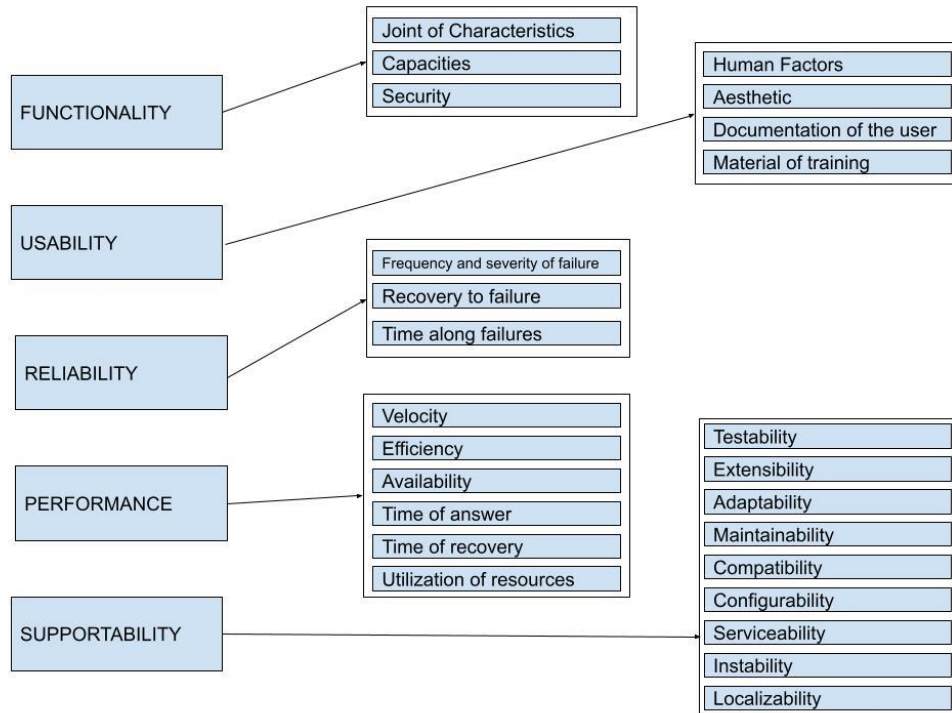 FUNCTIONALITY
Joint of Characteristics
Capacities
Security
USABILITY
Human Factors
Aesthetic
Documentation of the user
Material of training
RELIABILITY
Frequency and severity of failure
Recovery to failure
Time along failures
PERFORMANCE
Velocity
Efficiency
Availability
Time of answer
Time of recovery
Utilization of resources
SUPPORTABILITY
Testability
Extensibility
Adaptability
Maintainability
Compatibility
Configurability
Serviceability
Instability
Localizability